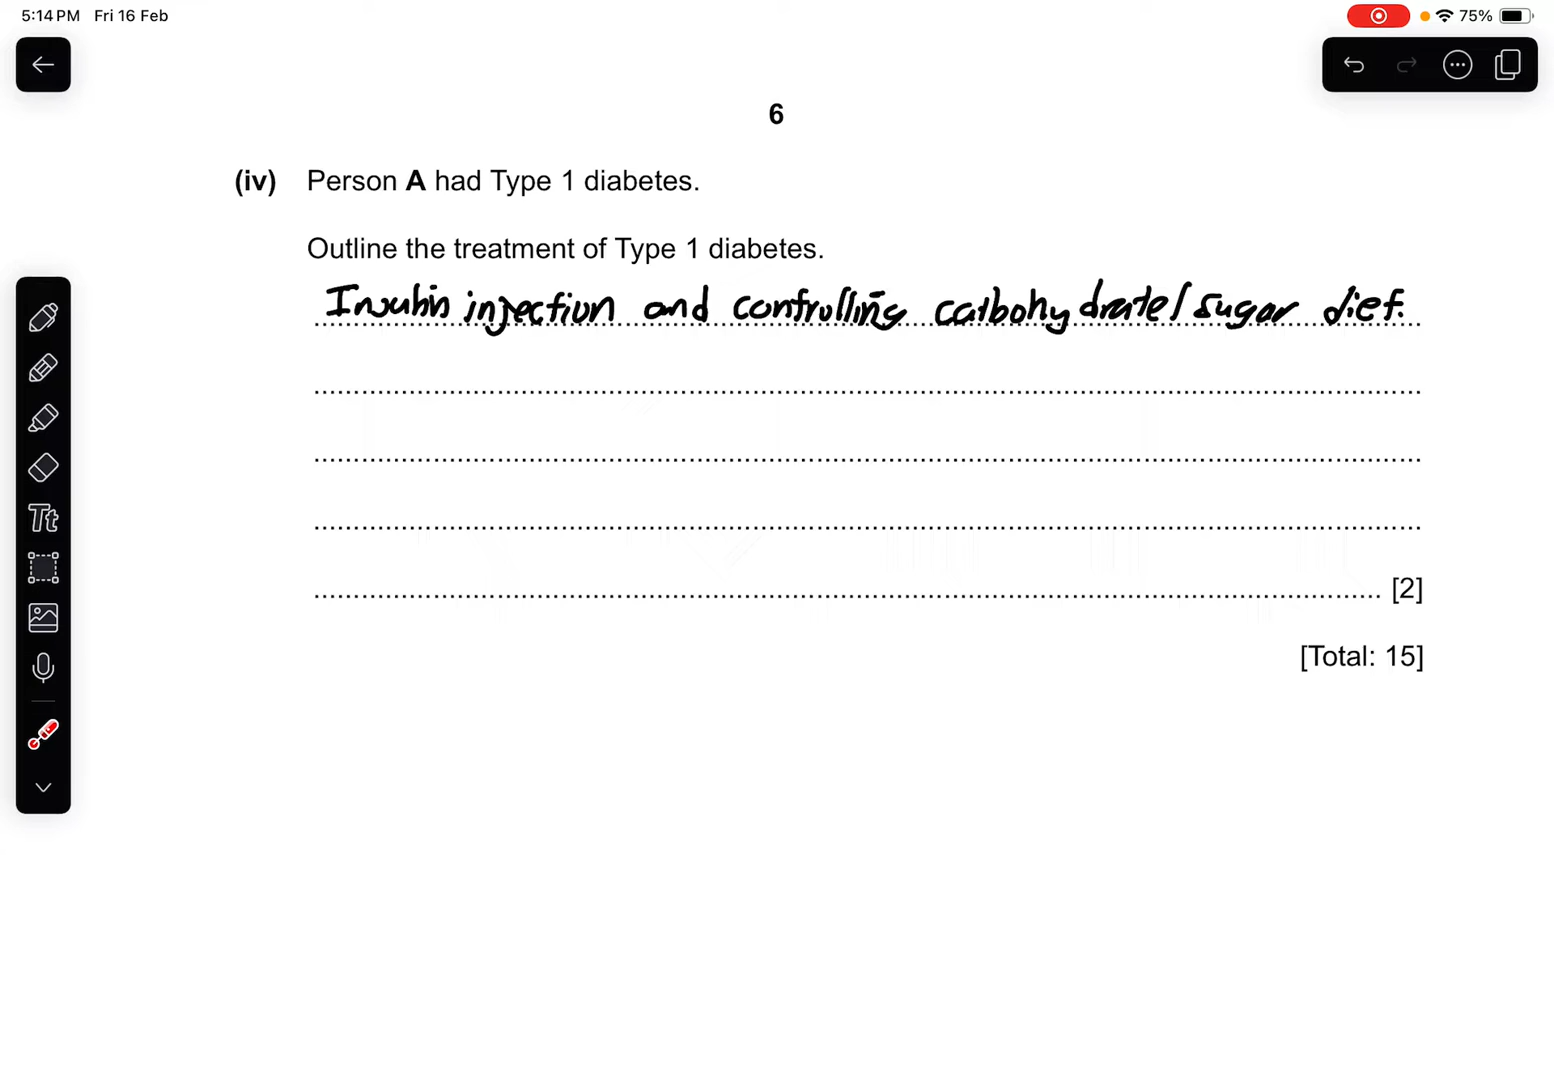 5:14 PM Fri 16 Feb
75%
6
(iv) Person A had Type 1 diabetes.
Outline the treatment of Type 1 diabetes.
Insulin injection and controlling carbohydrate/sugar diet.
[2]
[Total: 15]
Tt